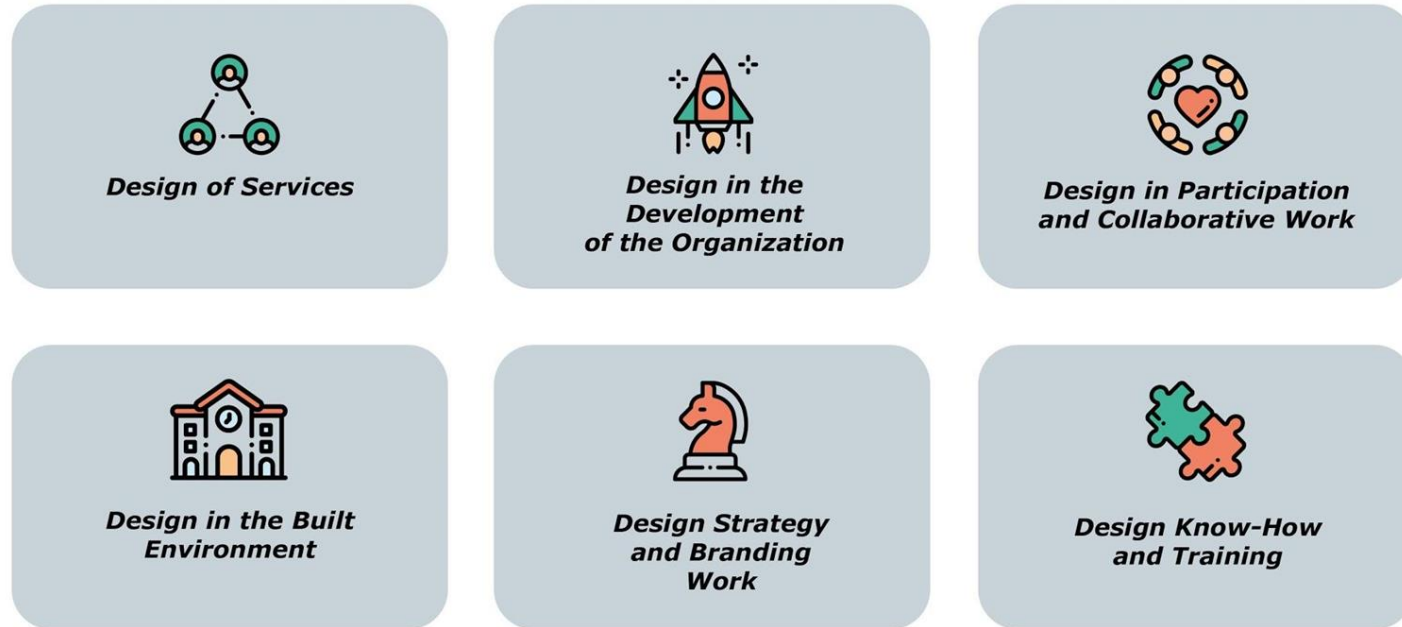 Design of Services
Design in the
Development
of the Organization
Design in Participation
and Collaborative Work
Design in the Built
Environment
Design Strategy
and Branding
Work
Design Know-How
and Training